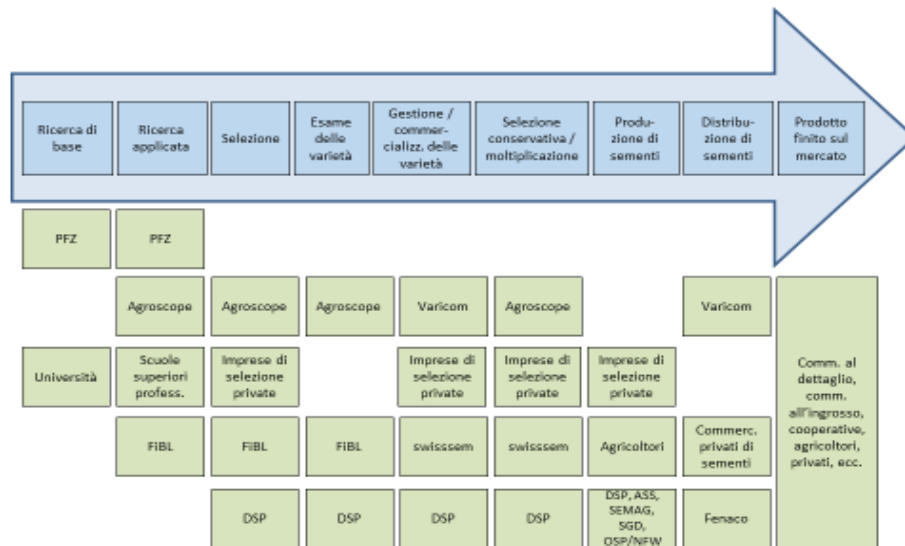 Ricerca di
base
Ricerca
applicata
Selezione
Esame
delle
varietà
Gestione /
commer-
cializz. delle
varietà
Selezione
conservativa /
moltiplicazione
Produ-
zione di
sementi
Distribu-
zione di
sementi
Prodotto
finito sul
mercato
PFZ
PFZ
Agroscope
Agroscope
Agroscope
Varicom
Agroscope
Varicom
Comm. al
dettaglio,
comm.
all'ingrosso,
cooperative,
agricoltori,
privati, ecc.
Università
Scuole
superiori
profess.
Imprese di
selezione
private
Imprese di
selezione
private
Imprese di
selezione
private
Imprese di
selezione
private
FiBL
FiBL
FiBL
swisssem
swisssem
Agricoltori
Commerc.
privati di
sementi
DSP
DSP
DSP
DSP
DSP, ASS,
SEMAG,
SGD,
OSP/NFW
Fenaco